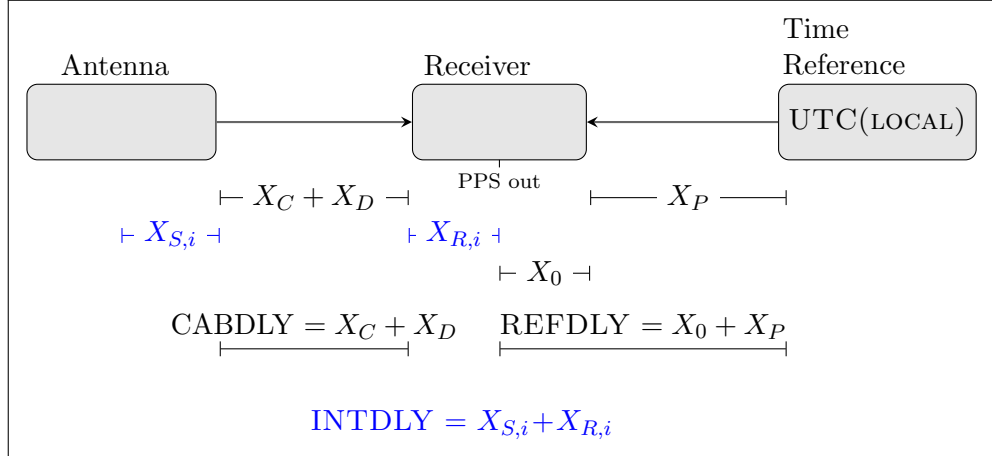 Time
Antenna Receiver Reference
UTC(LOCAL)
PPS out
X_C + X_D X_P
X_{S,i} X_{R,i}
X_0
CABDLY = X_C + X_D REFDLY = X_0 + X_P
INTDLY = X_{S,i}+X_{R,i}